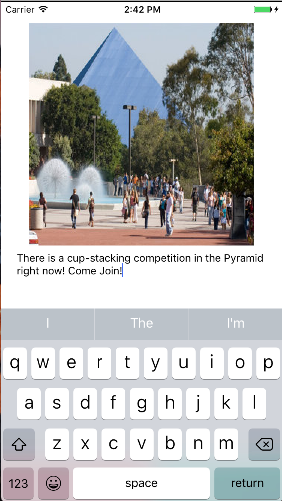 Carrier 2:42 PM
There is a cup-stacking competition in the Pyramid
right now! Come Join!
I The I'm
q w e r t y u i o p
a s d f g h j k l
z x c v b n m
123 space return